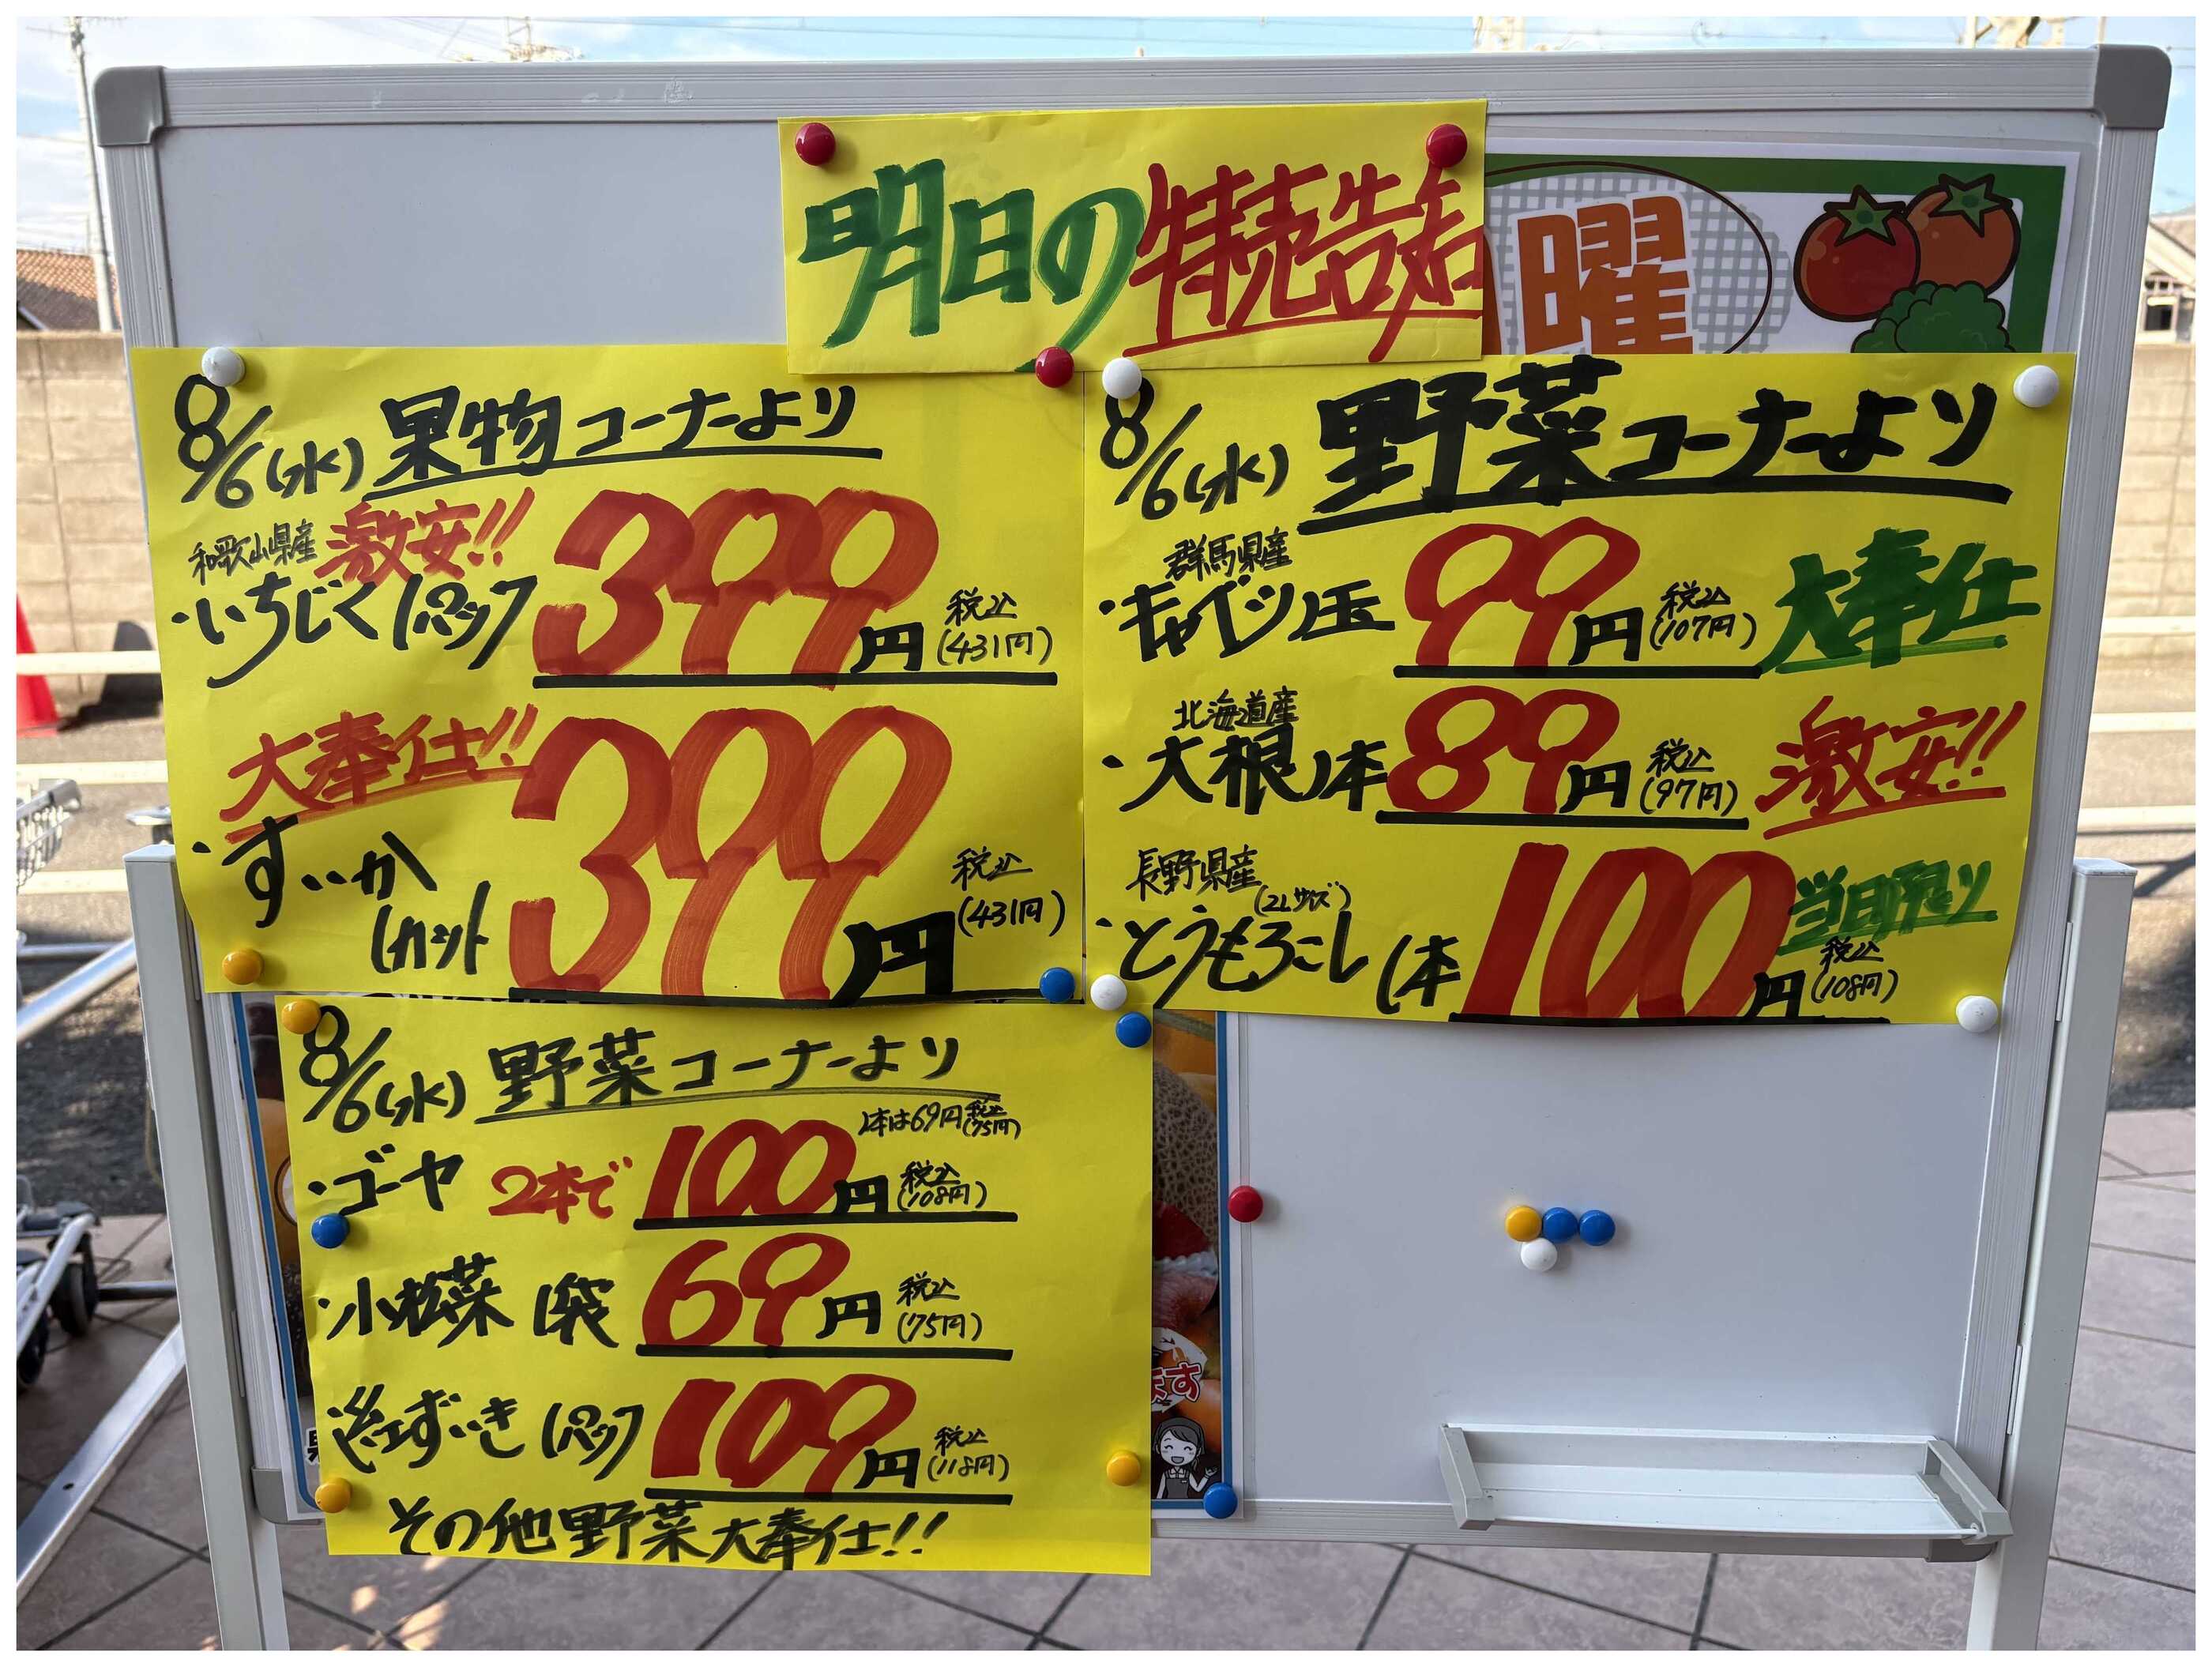 明日の特売告知
曜
8/6(水) 果物コーナーより
和歌山県産 激安!!
・いちじく1パック 399円 税込(431円)
大奉仕!!
・すいか
1カット 399円 税込(431円)
8/6(水) 野菜コーナーより
群馬県産
・キャベツ1玉 99円 税込(107円) 大奉仕
北海道産
・大根1本 89円 税込(97円) 激安!!
長野県産 (2Lサイズ) 当日限り
・とうもろこし1本 100円 税込(108円)
8/6(水) 野菜コーナーより
1本は69円税込(75円)
・ゴーヤ 2本で 100円 税込(108円)
・小松菜 1袋 69円 税込(75円)
・紅ずいき 1パック 109円 税込(118円)
その他野菜大奉仕!!
ます